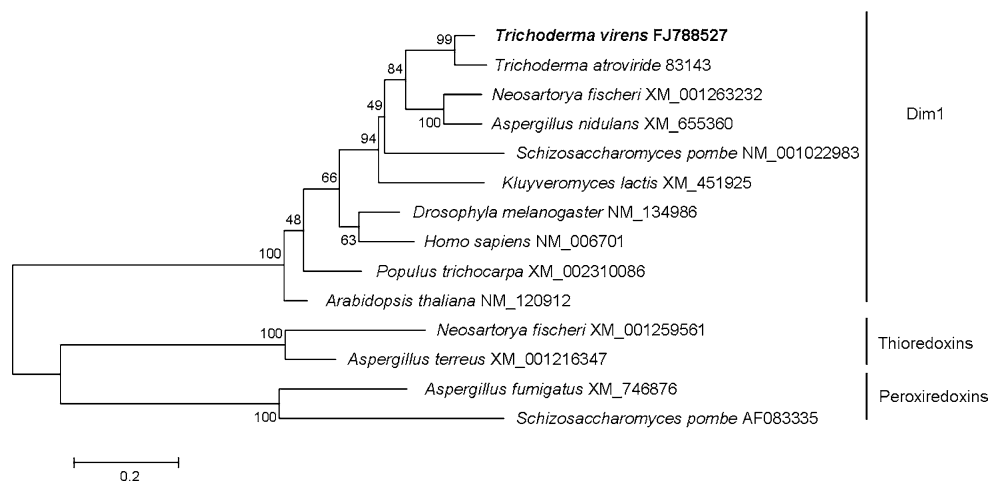 Trichoderma virens FJ788527
99
Trichoderma atroviride 83143
84
Neosartorya fischeri XM_001263232
49
100
Aspergillus nidulans XM_655360
Dim1
94
Schizosaccharomyces pombe NM_001022983
66
Kluyveromyces lactis XM_451925
48
Drosophyla melanogaster NM_134986
63
Homo sapiens NM_006701
100
Populus trichocarpa XM_002310086
Arabidopsis thaliana NM_120912
100
Neosartorya fischeri XM_001259561
Thioredoxins
Aspergillus terreus XM_001216347
Aspergillus fumigatus XM_746876
Peroxiredoxins
100
Schizosaccharomyces pombe AF083335
0.2